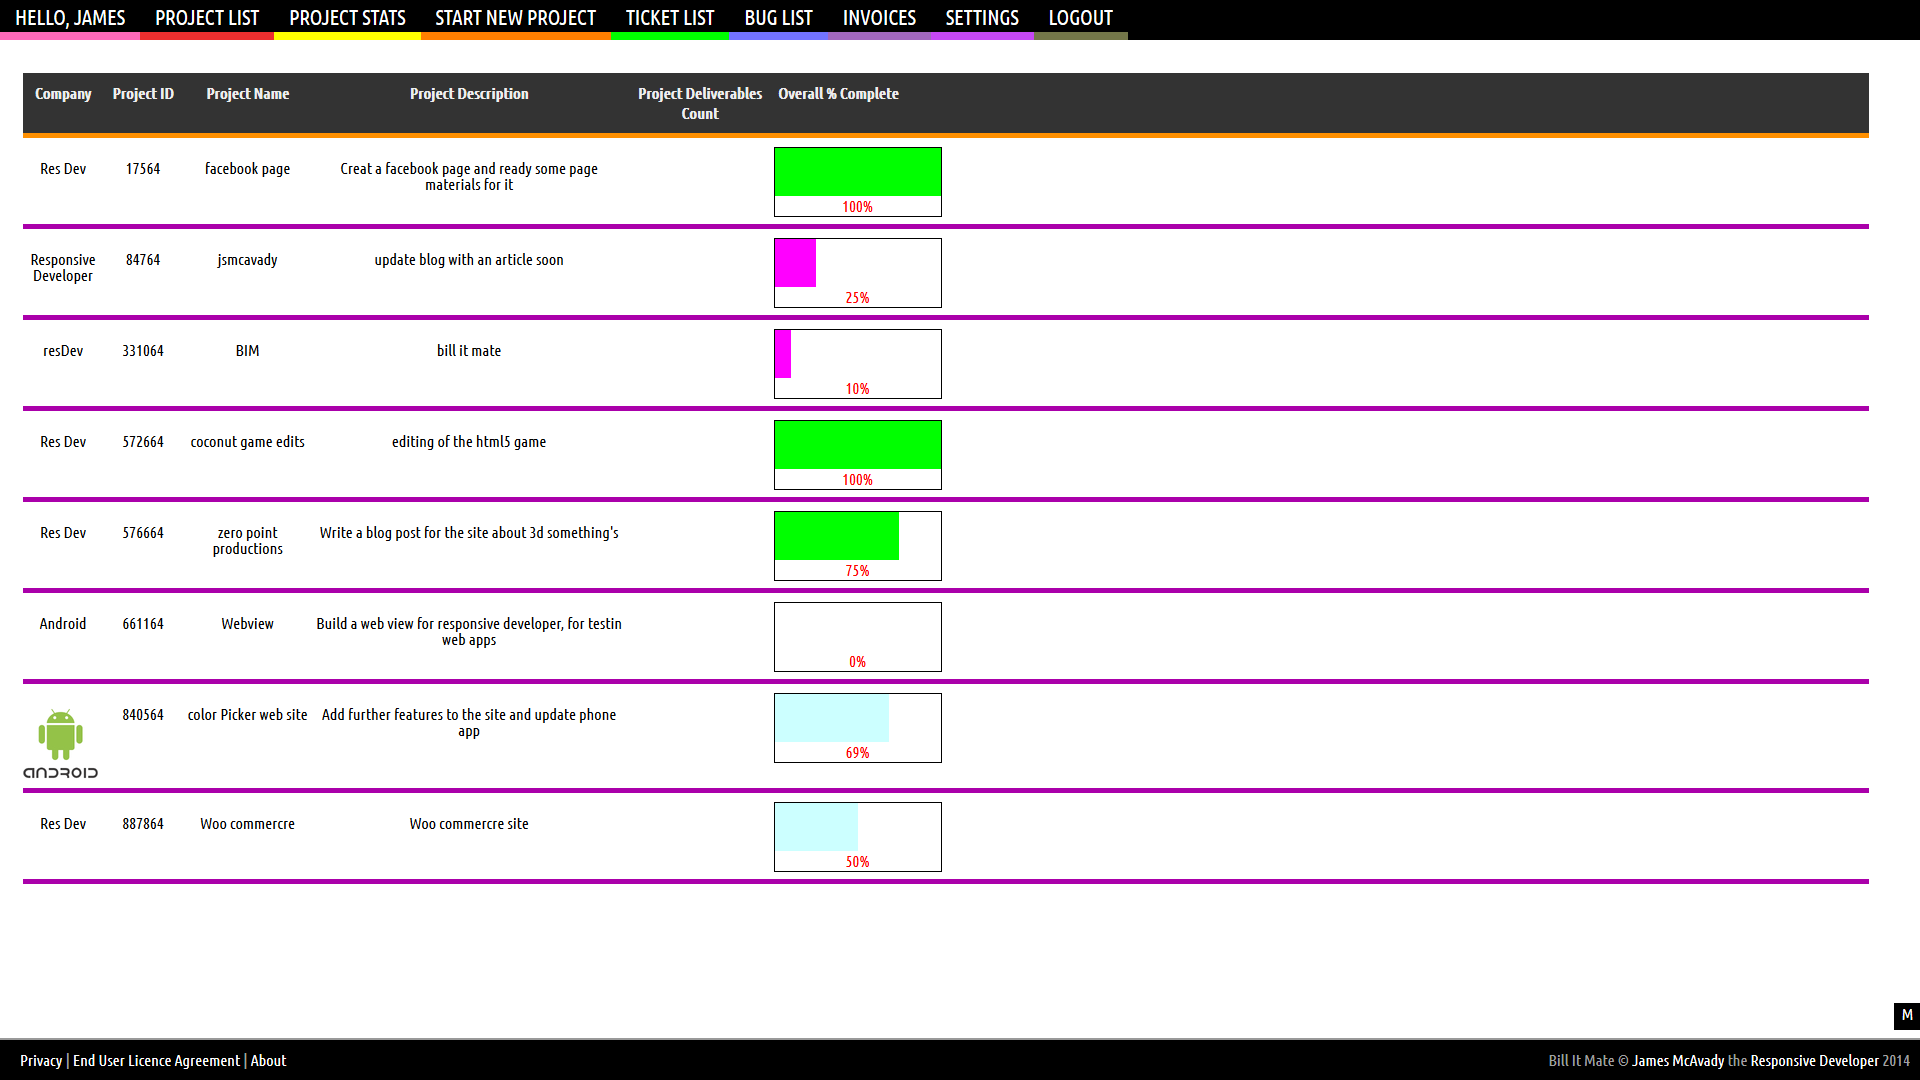 HELLO, JAMES PROJECT LIST PROJECT STATS START NEW PROJECT TICKET LIST BUG LIST INVOICES SETTINGS LOGOUT
Company Project ID Project Name Project Description Project Deliverables Overall % Complete
Count
Res Dev 17564 facebook page Creat a facebook page and ready some page
materials for it
100%
Responsive 84764 jsmcavady update blog with an article soon
Developer
25%
resDev 331064 BIM bill it mate
10%
Res Dev 572664 coconut game edits editing of the html5 game
100%
Res Dev 576664 zero point Write a blog post for the site about 3d something's
productions
75%
Android 661164 Webview Build a web view for responsive developer, for testin
web apps
0%
840564 color Picker web site Add further features to the site and update phone
app
69%
ANDROID
Res Dev 887864 Woo commercre Woo commercre site
50%
M
Privacy | End User Licence Agreement | About Bill It Mate © James McAvady the Responsive Developer 2014